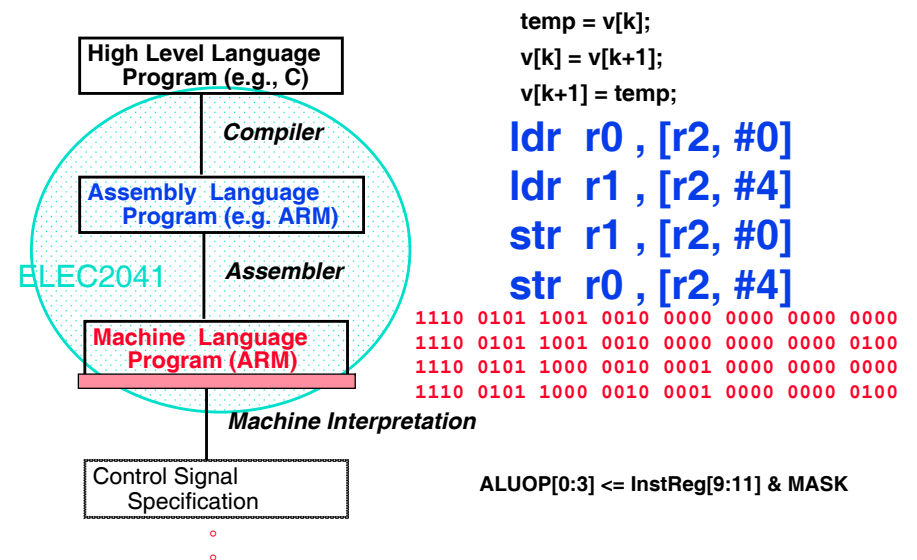 High Level Language
Program (e.g., C)
Compiler
Assembly Language
Program (e.g. ARM)
ELEC2041
Assembler
Machine Language
Program (ARM)
Machine Interpretation
Control Signal
Specification
temp = v[k];
v[k] = v[k+1];
v[k+1] = temp;
ldr r0 , [r2, #0]
ldr r1 , [r2, #4]
str r1 , [r2, #0]
str r0 , [r2, #4]
1110 0101 1001 0010 0000 0000 0000 0000
1110 0101 1001 0010 0000 0000 0000 0100
1110 0101 1000 0010 0001 0000 0000 0000
1110 0101 1000 0010 0001 0000 0000 0100
ALUOP[0:3] <= InstReg[9:11] & MASK